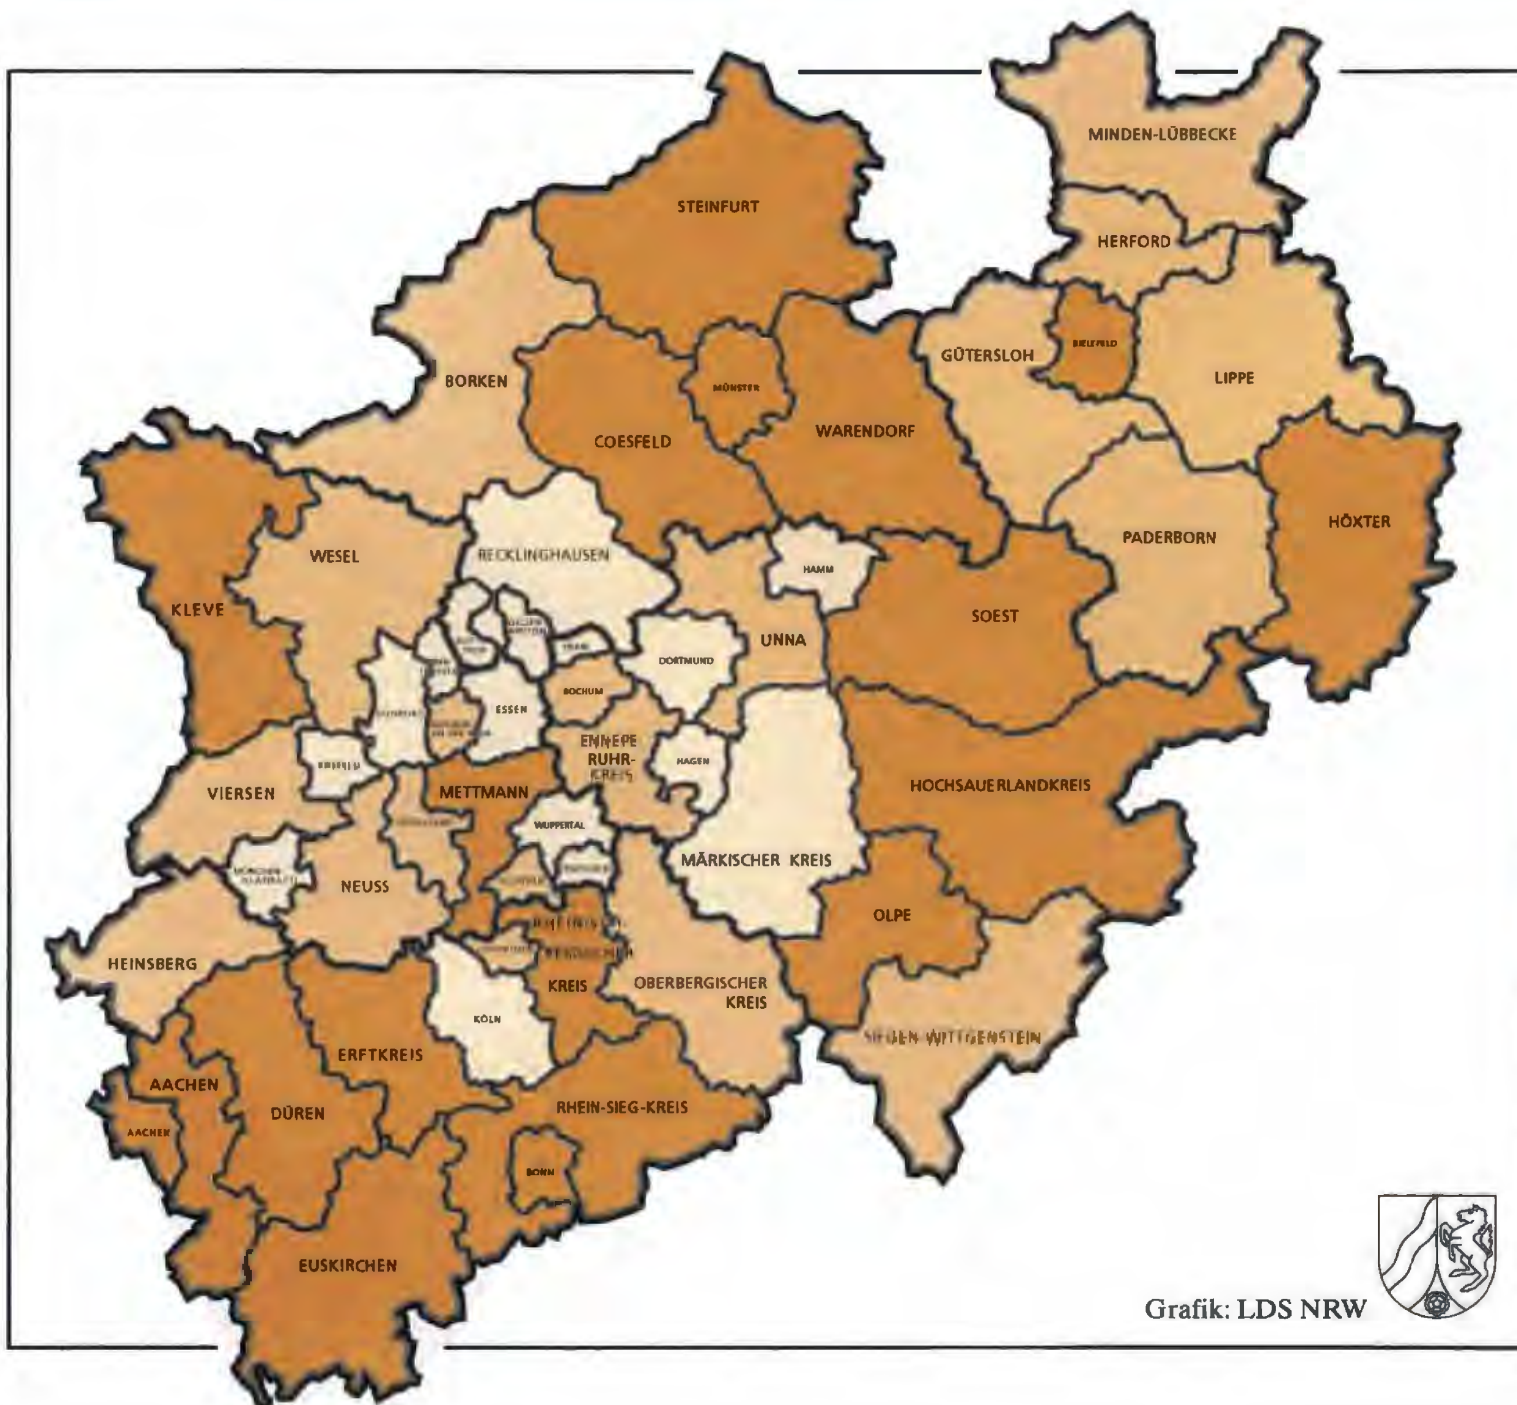 MINDEN-LÜBBECKE
STEINFURT
HERFORD
BIELEFELD
GÜTERSLOH
LIPPE
BORKEN
MÜNSTER
COESFELD
WARENDORF
HÖXTER
PADERBORN
WESEL
RECKLINGHAUSEN
HAMM
KLEVE
SOEST
UNNA
DORTMUND
BOCHUM
ESSEN
ENNEPE
RUHR-
KREIS
HAGEN
VIERSEN
METTMANN
HOCHSAUERLANDKREIS
WUPPERTAL
MÄRKISCHER KREIS
NEUSS
OLPE
HEINSBERG
KREIS
OBERBERGISCHER
KREIS
KÖLN
SIEGEN-WITTGENSTEIN
ERFTKREIS
AACHEN
DÜREN
RHEIN-SIEG-KREIS
AACHEN
BONN
EUSKIRCHEN
Grafik: LDS NRW